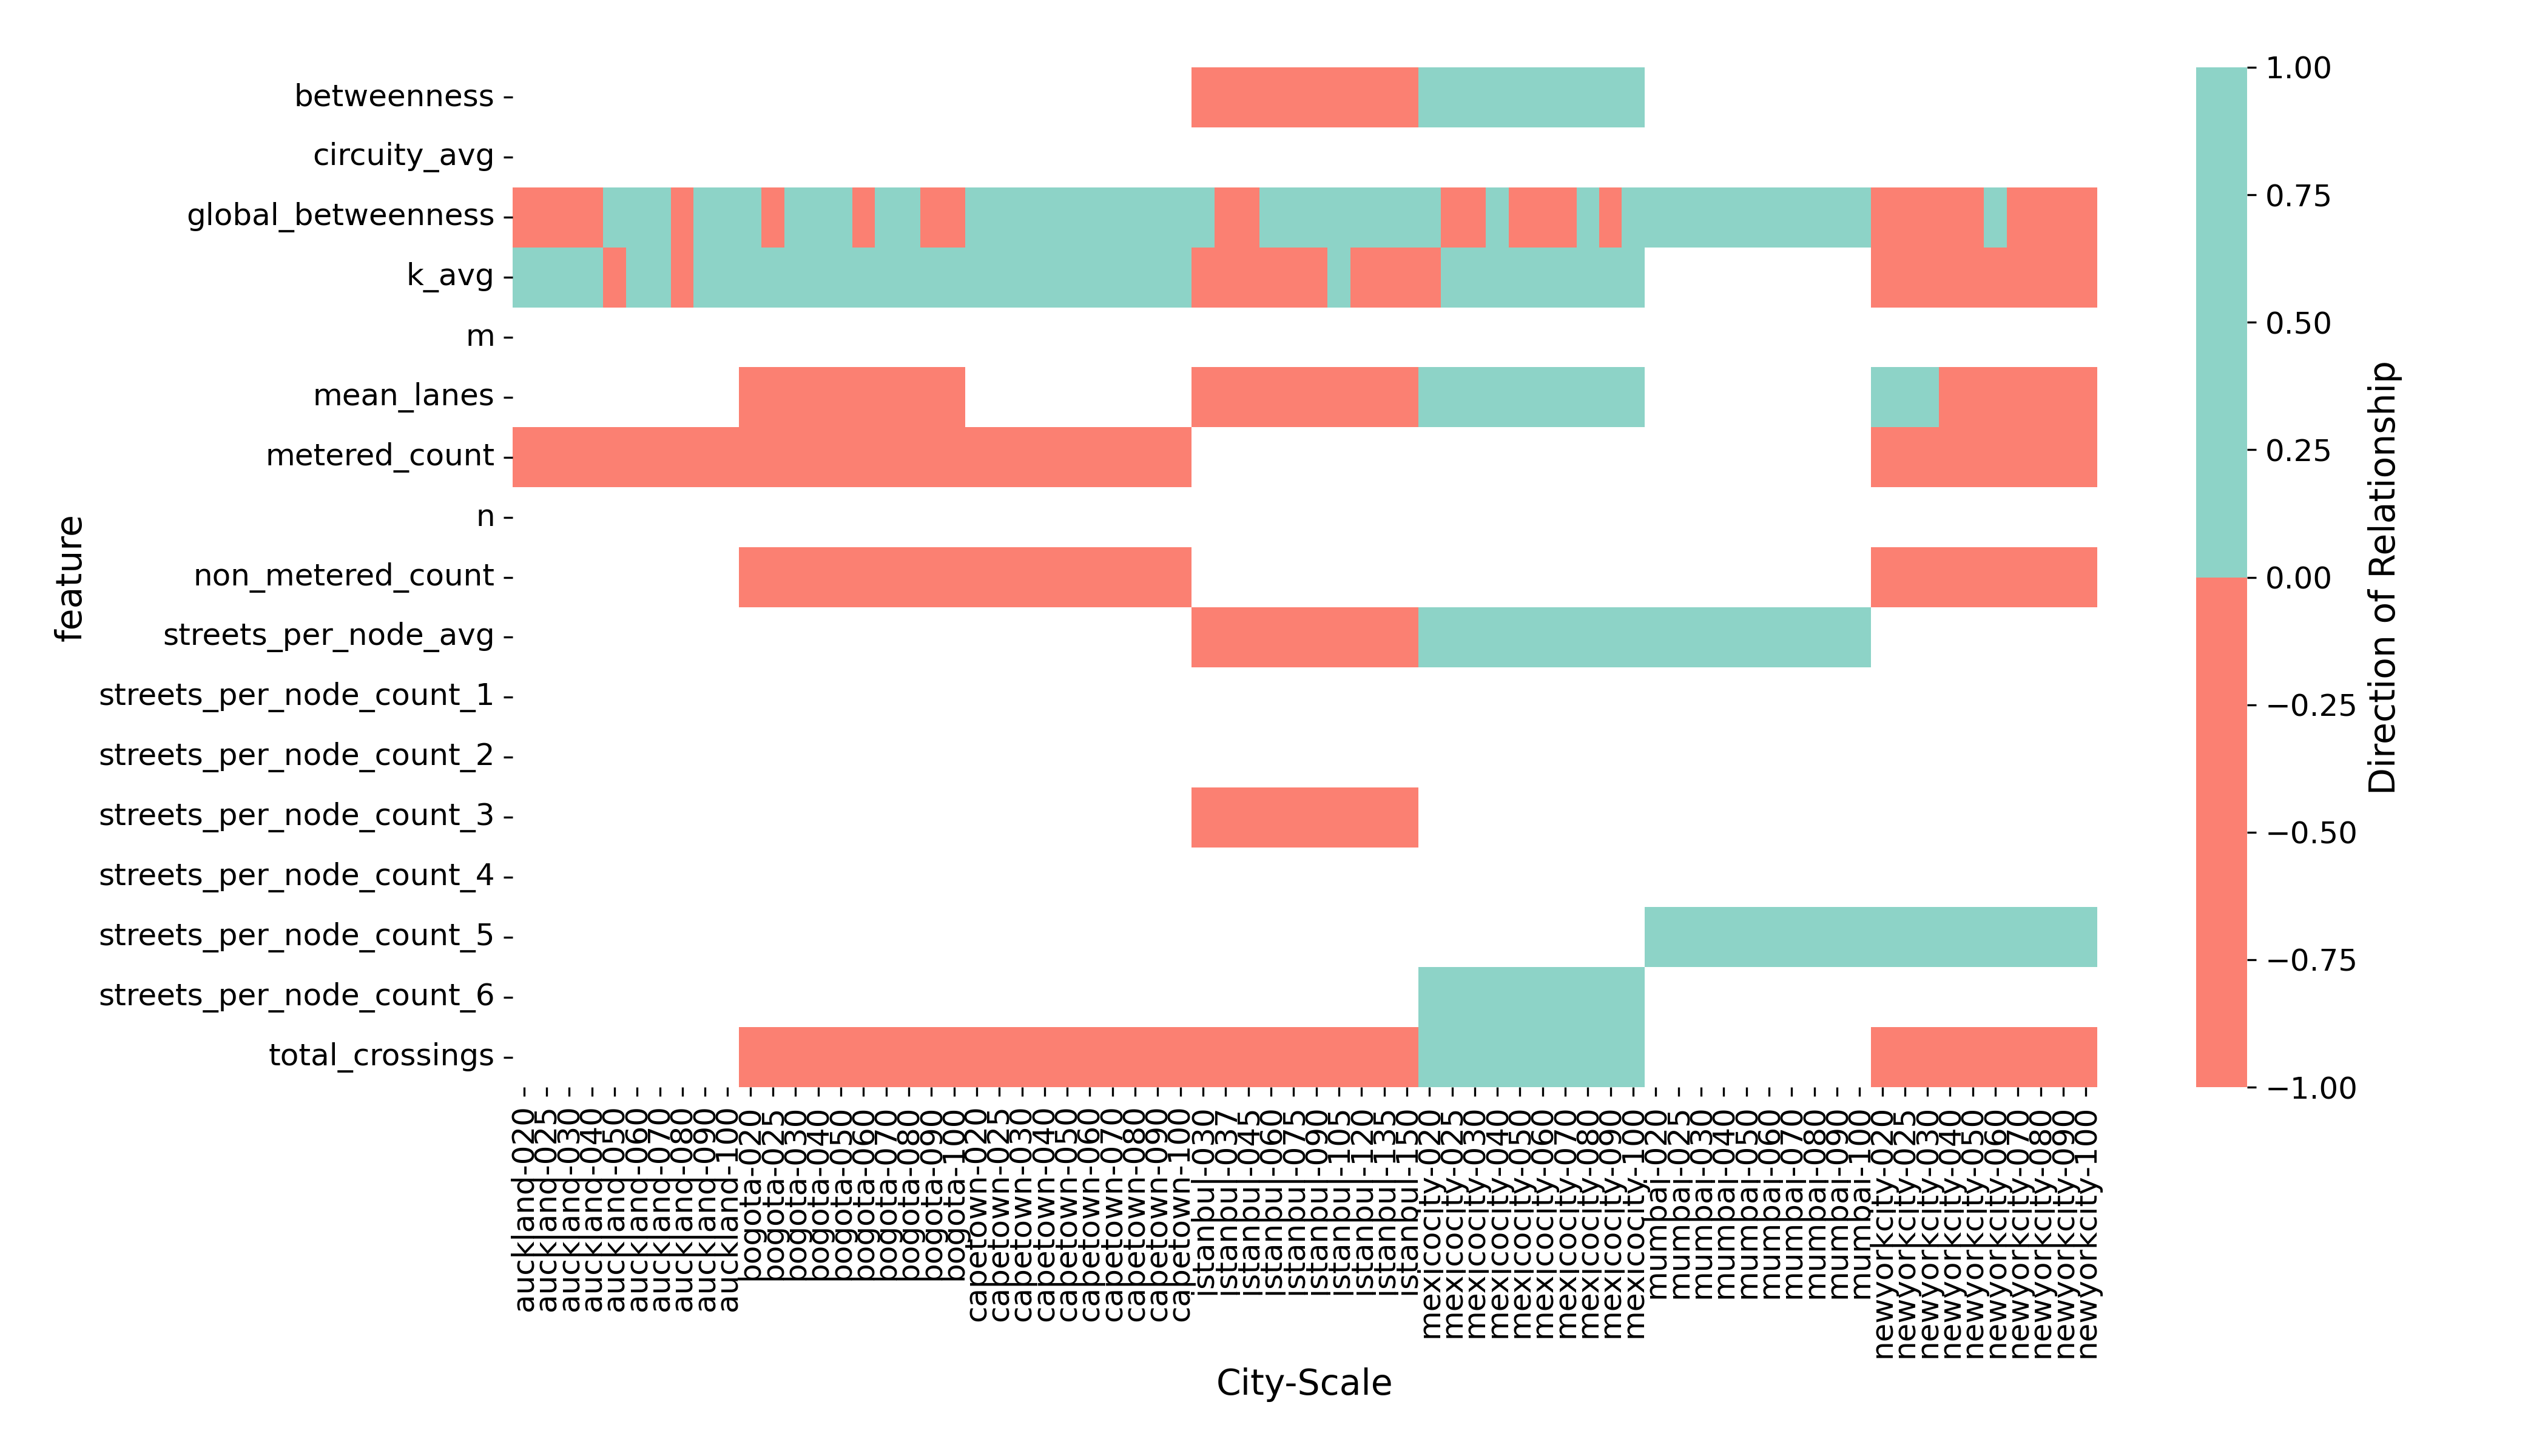 betweenness
circuity_avg
global_betweenness
k_avg
m
mean_lanes
metered_count
n
non_metered_count
streets_per_node_avg
streets_per_node_count_1
streets_per_node_count_2
streets_per_node_count_3
streets_per_node_count_4
streets_per_node_count_5
streets_per_node_count_6
total_crossings
feature
auckland-020
auckland-025
auckland-030
auckland-040
auckland-050
auckland-060
auckland-070
auckland-080
auckland-090
auckland-100
bogota-020
bogota-025
bogota-030
bogota-040
bogota-050
bogota-060
bogota-070
bogota-080
bogota-090
bogota-100
capetown-020
capetown-025
capetown-030
capetown-040
capetown-050
capetown-060
capetown-070
capetown-080
capetown-090
capetown-100
istanbul-030
istanbul-037
istanbul-045
istanbul-060
istanbul-075
istanbul-090
istanbul-105
istanbul-120
istanbul-135
istanbul-150
mexicocity-020
mexicocity-025
mexicocity-030
mexicocity-040
mexicocity-050
mexicocity-060
mexicocity-070
mexicocity-080
mexicocity-090
mexicocity-100
mumbai-020
mumbai-025
mumbai-030
mumbai-040
mumbai-050
mumbai-060
mumbai-070
mumbai-080
mumbai-090
mumbai-100
newyorkcity-020
newyorkcity-025
newyorkcity-030
newyorkcity-040
newyorkcity-050
newyorkcity-060
newyorkcity-070
newyorkcity-080
newyorkcity-090
newyorkcity-100
City-Scale
1.00
0.75
0.50
0.25
0.00
−0.25
−0.50
−0.75
−1.00
Direction of Relationship